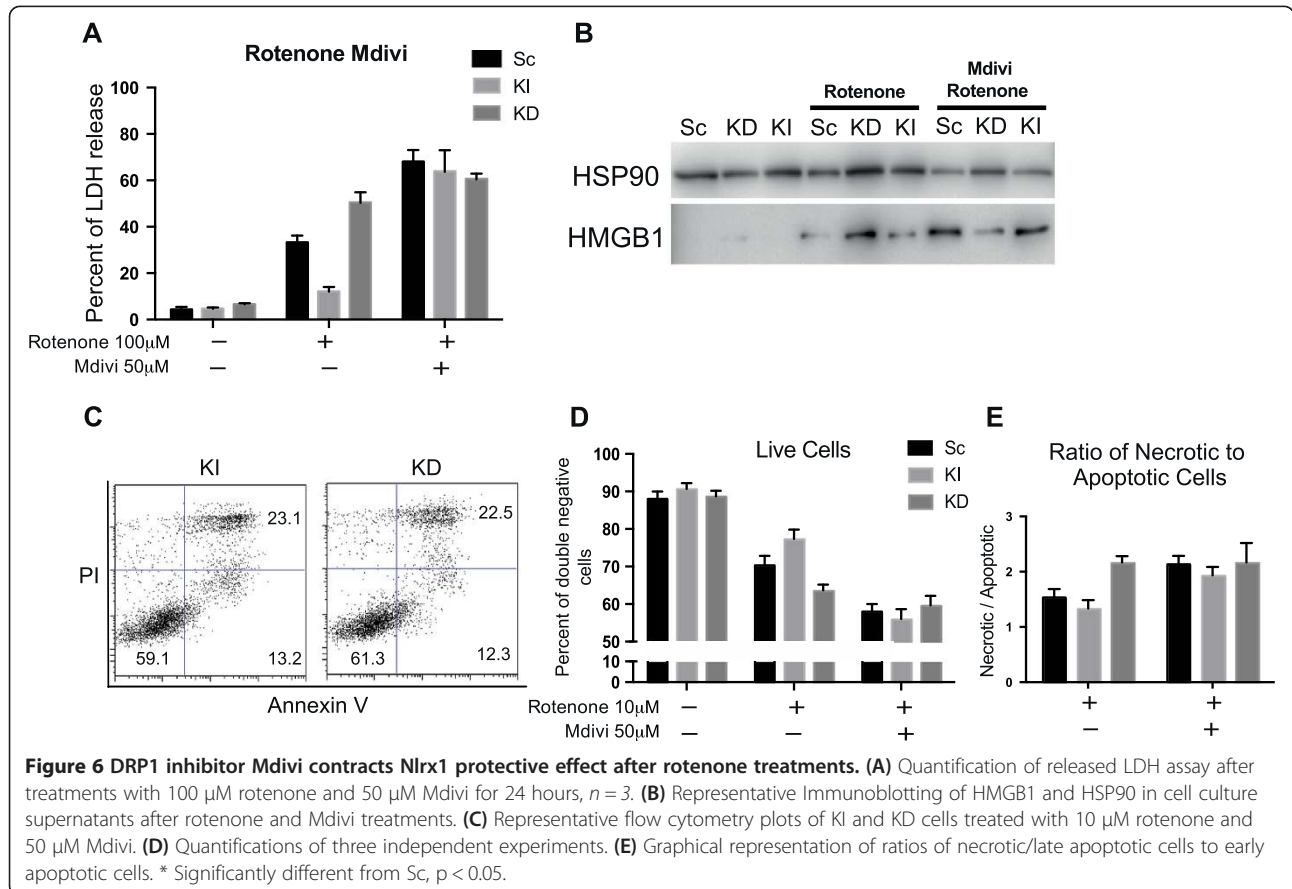 A
Rotenone Mdivi
Sc
KI
KD
Percent of LDH release
100
80
60
40
20
0
Rotenone 100μM – + +
Mdivi 50μM – – +
B
Rotenone
Mdivi
Rotenone
Sc KD KI Sc KD KI Sc KD KI
HSP90
HMGB1
C
KI
KD
PI
23.1
59.1
13.2
22.5
61.3
12.3
Annexin V
D
Live Cells
Sc
KI
KD
Percent of double negative
cells
100
90
80
70
60
50
10
0
Rotenone 10μM – + +
Mdivi 50μM – – +
E
Ratio of Necrotic to
Apoptotic Cells
Necrotic / Apoptotic
3
2
1
0
+ +
– +
Figure 6 DRP1 inhibitor Mdivi contracts Nlrx1 protective effect after rotenone treatments. (A) Quantification of released LDH assay after
treatments with 100 μM rotenone and 50 μM Mdivi for 24 hours, n = 3. (B) Representative Immunoblotting of HMGB1 and HSP90 in cell culture
supernatants after rotenone and Mdivi treatments. (C) Representative flow cytometry plots of KI and KD cells treated with 10 μM rotenone and
50 μM Mdivi. (D) Quantifications of three independent experiments. (E) Graphical representation of ratios of necrotic/late apoptotic cells to early
apoptotic cells. * Significantly different from Sc, p < 0.05.